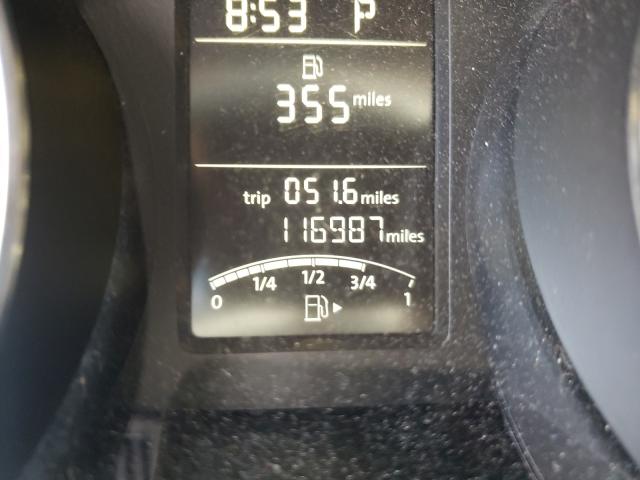 8:53 P
355 miles
trip 051.6 miles
116987 miles
0 1/4 1/2 3/4 1